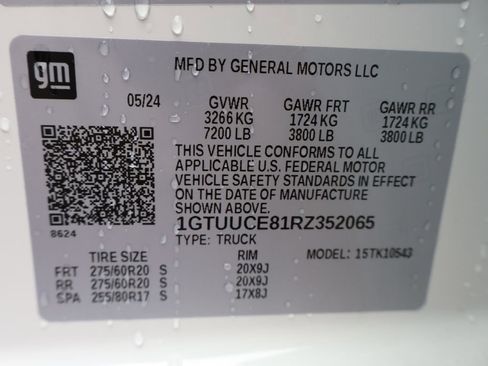 gm
MFD BY GENERAL MOTORS LLC
05/24 GVWR GAWR FRT GAWR RR
3266 KG 1724 KG 1724 KG
7200 LB 3800 LB 3800 LB
THIS VEHICLE CONFORMS TO ALL
APPLICABLE U.S. FEDERAL MOTOR
VEHICLE SAFETY STANDARDS IN EFFECT
ON THE DATE OF MANUFACTURE
SHOWN ABOVE.
1GTUUCE81RZ352065
8624
TYPE: TRUCK MODEL: 15TK10543
TIRE SIZE RIM
FRT 275/60R20 S 20X9J
RR 275/60R20 S 20X9J
SPA 255/80R17 S 17X8J